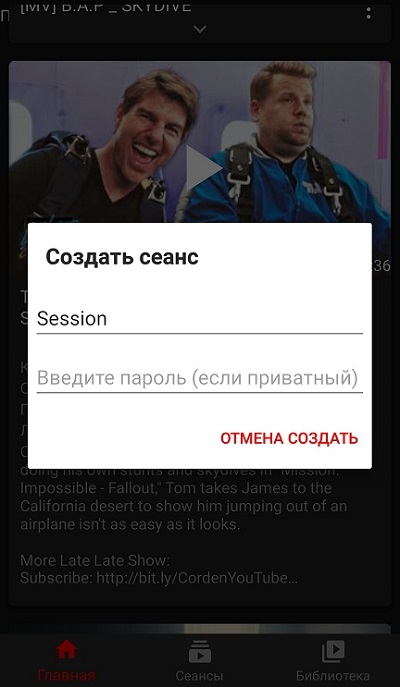 [MV] B.A.P _ SKYDIVE
Создать сеанс
Session
Введите пароль (если приватный)
ОТМЕНА СОЗДАТЬ
doing his own stunts and skydives in "Mission:
Impossible - Fallout," Tom takes James to the
California desert to show him jumping out of an
airplane isn't as easy as it looks.
More Late Late Show:
Subscribe: http://bit.ly/CordenYouTube…
Главная
Сеансы
Библиотека